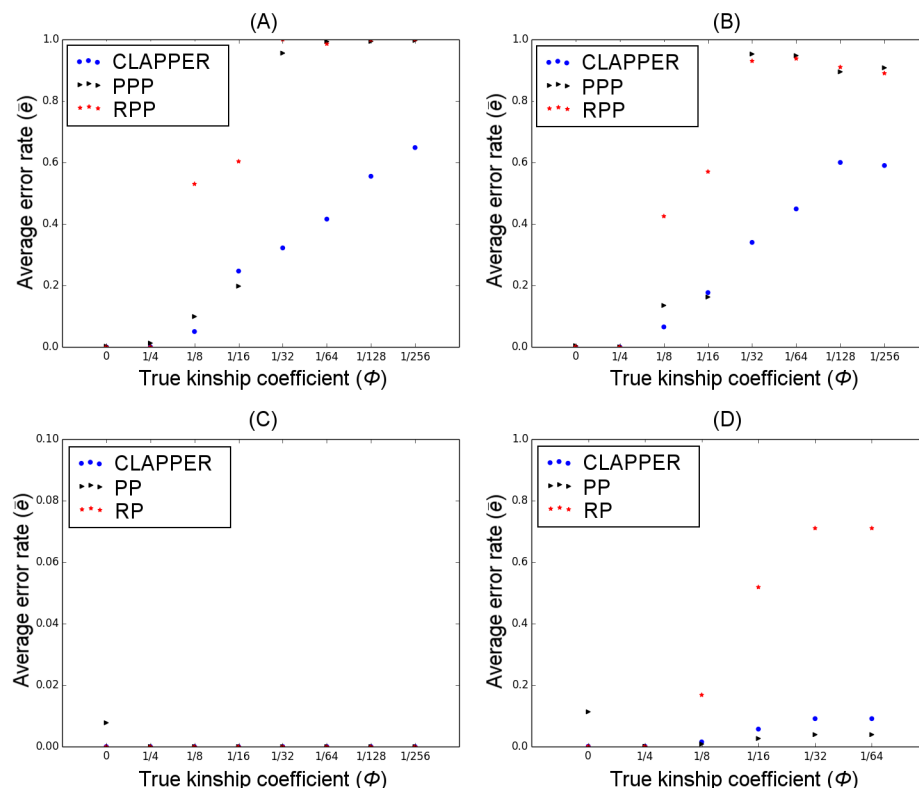 (A)
Average error rate (ē)
1.0
0.8
0.6
0.4
0.2
0.0
CLAPPER
PPP
RPP
0 1/4 1/8 1/16 1/32 1/64 1/128 1/256
True kinship coefficient (Φ)
(B)
Average error rate (ē)
1.0
0.8
0.6
0.4
0.2
0.0
CLAPPER
PPP
RPP
0 1/4 1/8 1/16 1/32 1/64 1/128 1/256
True kinship coefficient (Φ)
(C)
Average error rate (ē)
0.10
0.08
0.06
0.04
0.02
0.00
CLAPPER
PP
RP
0 1/4 1/8 1/16 1/32 1/64 1/128 1/256
True kinship coefficient (Φ)
(D)
Average error rate (ē)
1.0
0.8
0.6
0.4
0.2
0.0
CLAPPER
PP
RP
0 1/4 1/8 1/16 1/32 1/64
True kinship coefficient (Φ)